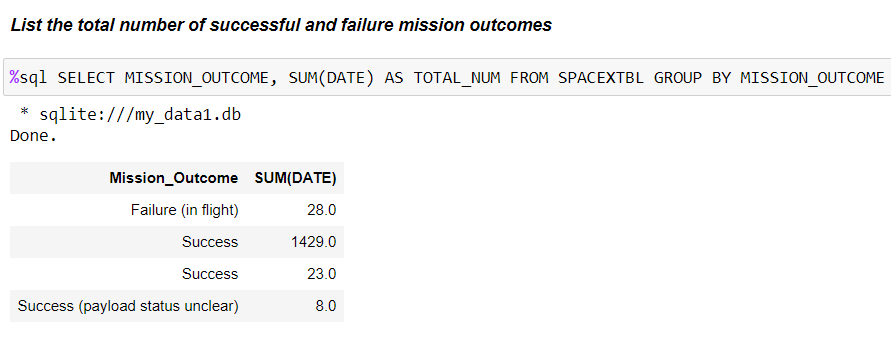 List the total number of successful and failure mission outcomes
%sql SELECT MISSION_OUTCOME, SUM(DATE) AS TOTAL_NUM FROM SPACEXTBL GROUP BY MISSION_OUTCOME
* sqlite:///my_data1.db
Done.
Mission_Outcome SUM(DATE)
Failure (in flight) 28.0
Success 1429.0
Success 23.0
Success (payload status unclear) 8.0